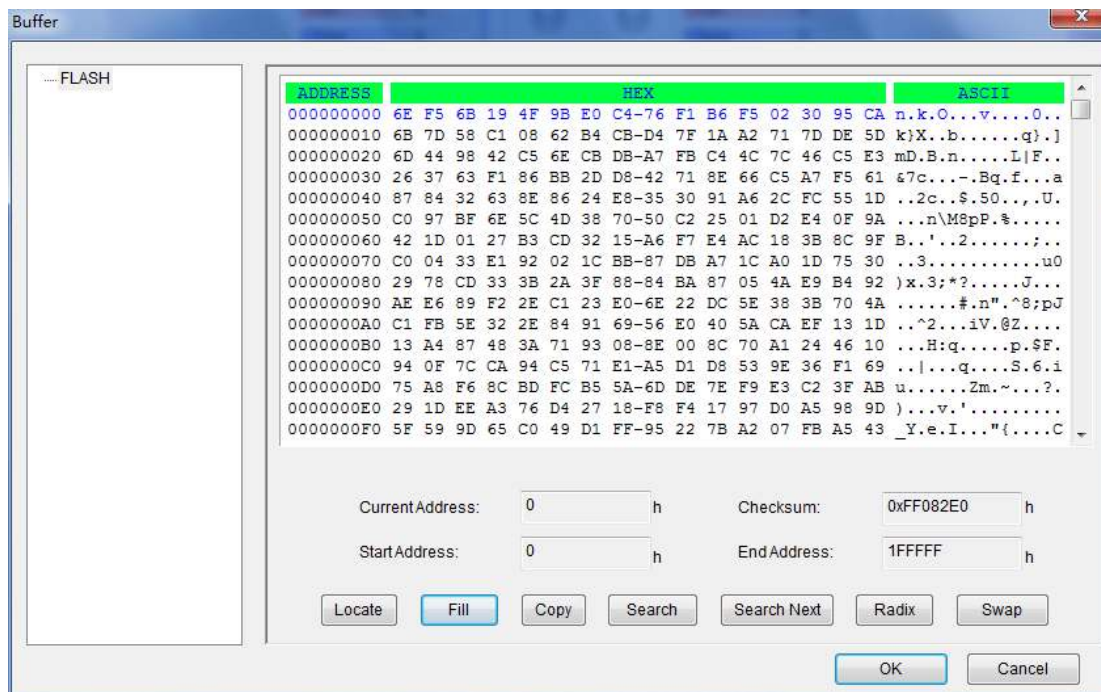 Buffer
FLASH
ADDRESS HEX ASCII
000000000 6E F5 6B 19 4F 9B E0 C4-76 F1 B6 F5 02 30 95 CA n.k.O...v....0..
000000010 6B 7D 58 C1 08 62 B4 CB-D4 7F 1A A2 71 7D DE 5D k}X..b......q}.]
000000020 6D 44 98 42 C5 6E CB DB-A7 FB C4 4C 7C 46 C5 E3 mD.B.n.....L|F..
000000030 26 37 63 F1 86 BB 2D D8-42 71 8E 66 C5 A7 F5 61 &7c...-.Bq.f...a
000000040 87 84 32 63 8E 86 24 E8-35 30 91 A6 2C FC 55 1D ..2c..$.50..,.U.
000000050 C0 97 BF 6E 5C 4D 38 70-50 C2 25 01 D2 E4 0F 9A ...n\M8pP.%.....
000000060 42 1D 01 27 B3 CD 32 15-A6 F7 E4 AC 18 3B 8C 9F B..'..2......;..
000000070 C0 04 33 E1 92 02 1C BB-87 DB A7 1C A0 1D 75 30 ..3...........u0
000000080 29 78 CD 33 3B 2A 3F 88-84 BA 87 05 4A E9 B4 92 )x.3;*?.....J...
000000090 AE E6 89 F2 2E C1 23 E0-6E 22 DC 5E 38 3B 70 4A ......#.n".^8;pJ
0000000A0 C1 FB 5E 32 2E 84 91 69-56 E0 40 5A CA EF 13 1D ..^2...iV.@Z....
0000000B0 13 A4 87 48 3A 71 93 08-8E 00 8C 70 A1 24 46 10 ...H:q.....p.$F.
0000000C0 94 0F 7C CA 94 C5 71 E1-A5 D1 D8 53 9E 36 F1 69 ..|...q....S.6.i
0000000D0 75 A8 F6 8C BD FC B5 5A-6D DE 7E F9 E3 C2 3F AB u......Zm.~...?.
0000000E0 29 1D EE A3 76 D4 27 18-F8 F4 17 97 D0 A5 98 9D )...v.'.........
0000000F0 5F 59 9D 65 C0 49 D1 FF-95 22 7B A2 07 FB A5 43 _Y.e.I..."{....C
Current Address: 0 h Checksum: 0xFF082E0 h
Start Address: 0 h End Address: 1FFFFF h
Locate Fill Copy Search Search Next Radix Swap
OK Cancel